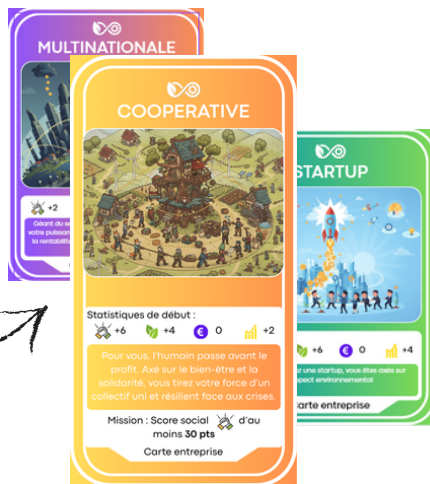 MULTINATIONALE
+2
Géant du se
votre puissan
la rentabilit
COOPERATIVE
Statistiques de début :
+6 +4 € 0 +2
Pour vous, l'humain passe avant le
profit. Axé sur le bien-être et la
solidarité, vous tirez votre force d'un
collectif uni et résilient face aux crises.
Mission : Score social d'au
moins 30 pts
Carte entreprise
STARTUP
+6 € 0 +4
ez une startup, vous êtes axés sur
spect environnemental
Carte entreprise